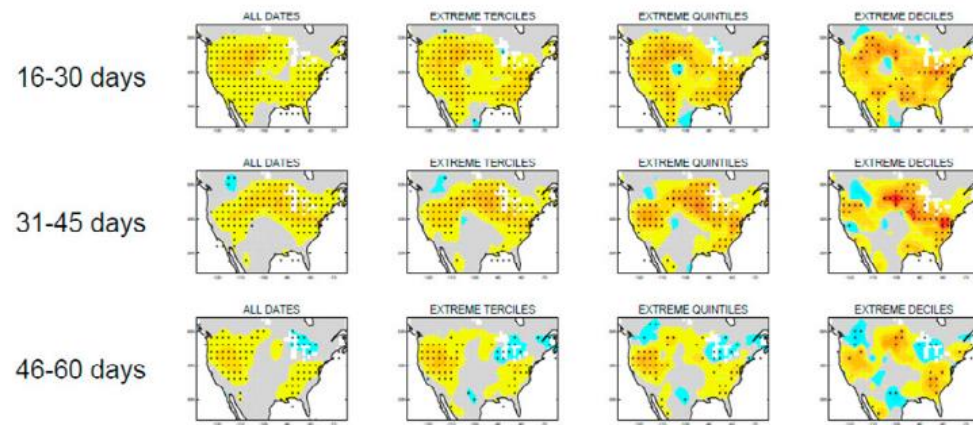 ALL DATES EXTREME TERCILES EXTREME QUINTILES EXTREME DECILES
16-30 days
ALL DATES EXTREME TERCILES EXTREME QUINTILES EXTREME DECILES
31-45 days
ALL DATES EXTREME TERCILES EXTREME QUINTILES EXTREME DECILES
46-60 days